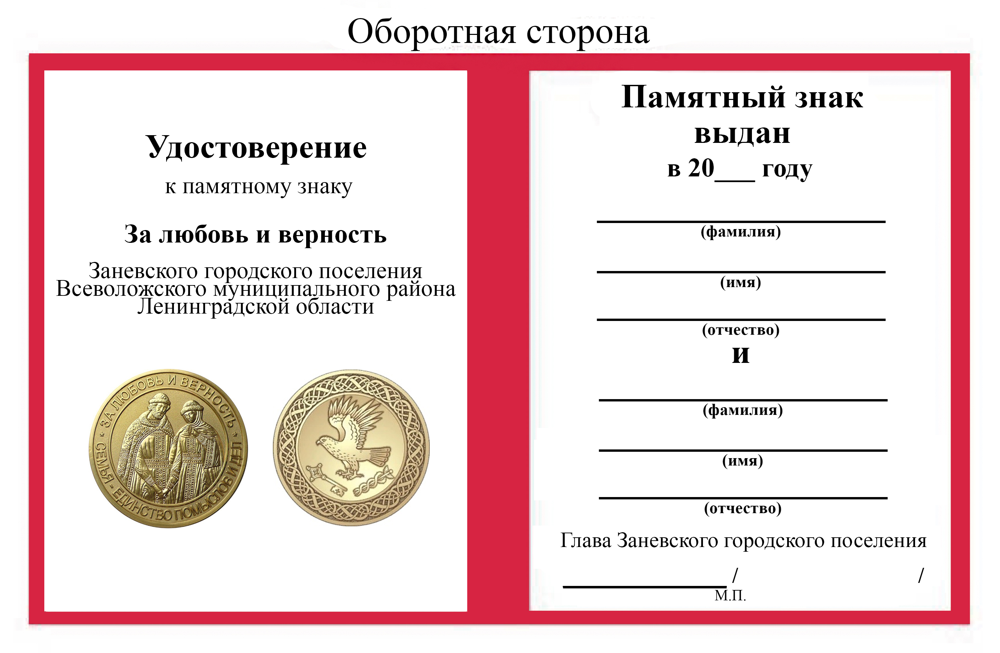 Оборотная сторона
Удостоверение
к памятному знаку
За любовь и верность
Заневского городского поселения
Всеволожского муниципального района
Ленинградской области
* ЗА ЛЮБОВЬ И ВЕРНОСТЬ *
СЕМЬЯ - ЕДИНСТВО ПОМЫСЛОВ И ДЕЛ
Памятный знак
выдан
в 20___ году
(фамилия)
(имя)
(отчество)
и
(фамилия)
(имя)
(отчество)
Глава Заневского городского поселения
______________ / /
М.П.